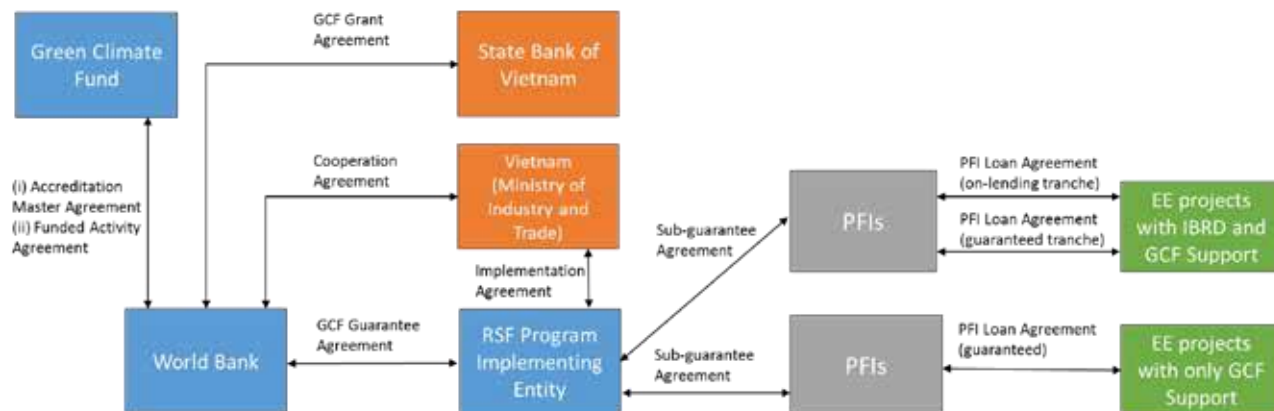 Green Climate
Fund
GCF Grant
Agreement
State Bank of
Vietnam
(i) Accreditation
Master Agreement
(ii) Funded Activity
Agreement
Cooperation
Agreement
Vietnam
(Ministry of
Industry and
Trade)
Implementation
Agreement
World Bank
GCF Guarantee
Agreement
RSF Program
Implementing
Entity
Sub-guarantee
Agreement
Sub-guarantee
Agreement
PFIs
PFI Loan Agreement
(on-lending tranche)
PFI Loan Agreement
(guaranteed tranche)
EE projects
with IBRD and
GCF Support
PFIs
PFI Loan Agreement
(guaranteed)
EE projects
with only GCF
Support